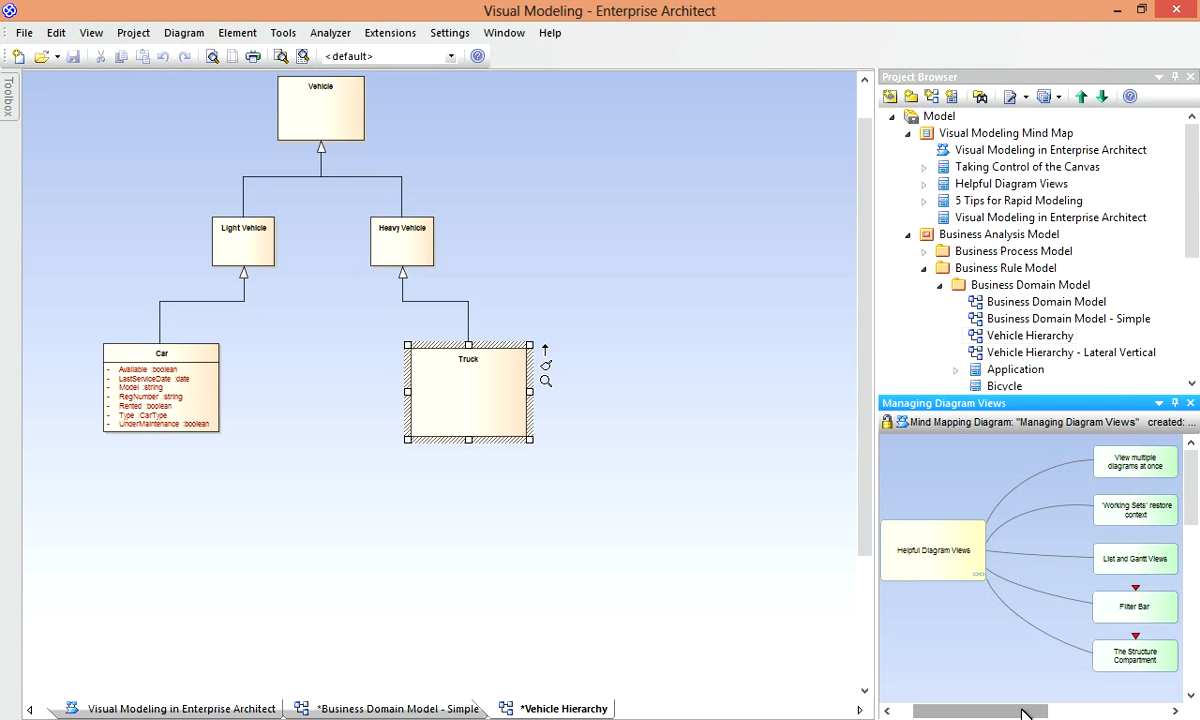 Visual Modeling - Enterprise Architect
File Edit View Project Diagram Element Tools Analyzer Extensions Settings Window Help
<default>
Toolbox
Vehicle
Light Vehicle
Heavy Vehicle
Car
- Available :boolean
- LastServiceDate :date
- Model :string
- RegNumber :string
- Rented :boolean
- Type :CarType
- UnderMaintenance :boolean
Truck
Visual Modeling in Enterprise Architect
*Business Domain Model - Simple
*Vehicle Hierarchy
Project Browser
Model
Visual Modeling Mind Map
Visual Modeling in Enterprise Architect
Taking Control of the Canvas
Helpful Diagram Views
5 Tips for Rapid Modeling
Visual Modeling in Enterprise Architect
Business Analysis Model
Business Process Model
Business Rule Model
Business Domain Model
Business Domain Model
Business Domain Model - Simple
Vehicle Hierarchy
Vehicle Hierarchy - Lateral Vertical
Application
Bicycle
Managing Diagram Views
Mind Mapping Diagram: "Managing Diagram Views" created: ...
Helpful Diagram Views
View multiple
diagrams at once
'Working Sets' restore
context
List and Gantt Views
Filter Bar
The Structure
Compartment